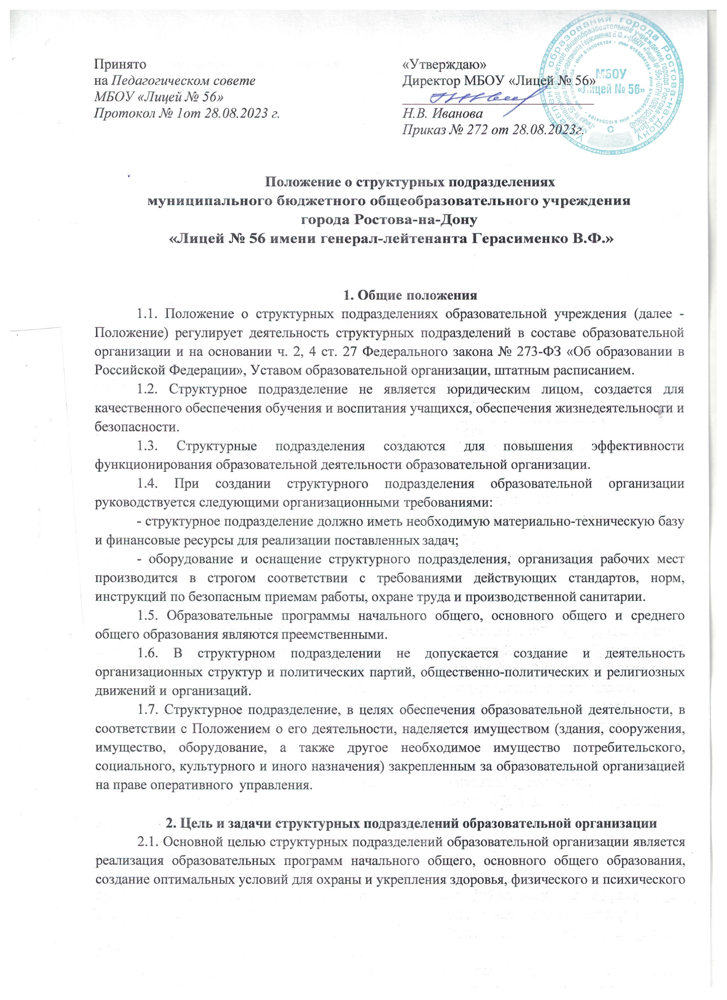 Принято
на Педагогическом совете
МБОУ «Лицей № 56»
Протокол № 1от 28.08.2023 г.
«Утверждаю»
Директор МБОУ «Лицей № 56»
Н.В. Иванова
Приказ № 272 от 28.08.2023г.
МБОУ
«Лицей № 56»
Управление образования города Ростова-на-Дону
Положение о структурных подразделениях
муниципального бюджетного общеобразовательного учреждения
города Ростова-на-Дону
«Лицей № 56 имени генерал-лейтенанта Герасименко В.Ф.»
1. Общие положения
1.1. Положение о структурных подразделениях образовательной учреждения (далее -
Положение) регулирует деятельность структурных подразделений в составе образовательной
организации и на основании ч. 2, 4 ст. 27 Федерального закона № 273-ФЗ «Об образовании в
Российской Федерации», Уставом образовательной организации, штатным расписанием.
1.2. Структурное подразделение не является юридическим лицом, создается для
качественного обеспечения обучения и воспитания учащихся, обеспечения жизнедеятельности и
безопасности.
1.3. Структурные подразделения создаются для повышения эффективности
функционирования образовательной деятельности образовательной организации.
1.4. При создании структурного подразделения образовательной организации
руководствуется следующими организационными требованиями:
- структурное подразделение должно иметь необходимую материально-техническую базу
и финансовые ресурсы для реализации поставленных задач;
- оборудование и оснащение структурного подразделения, организация рабочих мест
производится в строгом соответствии с требованиями действующих стандартов, норм,
инструкций по безопасным приемам работы, охране труда и производственной санитарии.
1.5. Образовательные программы начального общего, основного общего и среднего
общего образования являются преемственными.
1.6. В структурном подразделении не допускается создание и деятельность
организационных структур и политических партий, общественно-политических и религиозных
движений и организаций.
1.7. Структурное подразделение, в целях обеспечения образовательной деятельности, в
соответствии с Положением о его деятельности, наделяется имуществом (здания, сооружения,
имущество, оборудование, а также другое необходимое имущество потребительского,
социального, культурного и иного назначения) закрепленным за образовательной организацией
на праве оперативного управления.
2. Цель и задачи структурных подразделений образовательной организации
2.1. Основной целью структурных подразделений образовательной организации является
реализация образовательных программ начального общего, основного общего образования,
создание оптимальных условий для охраны и укрепления здоровья, физического и психического